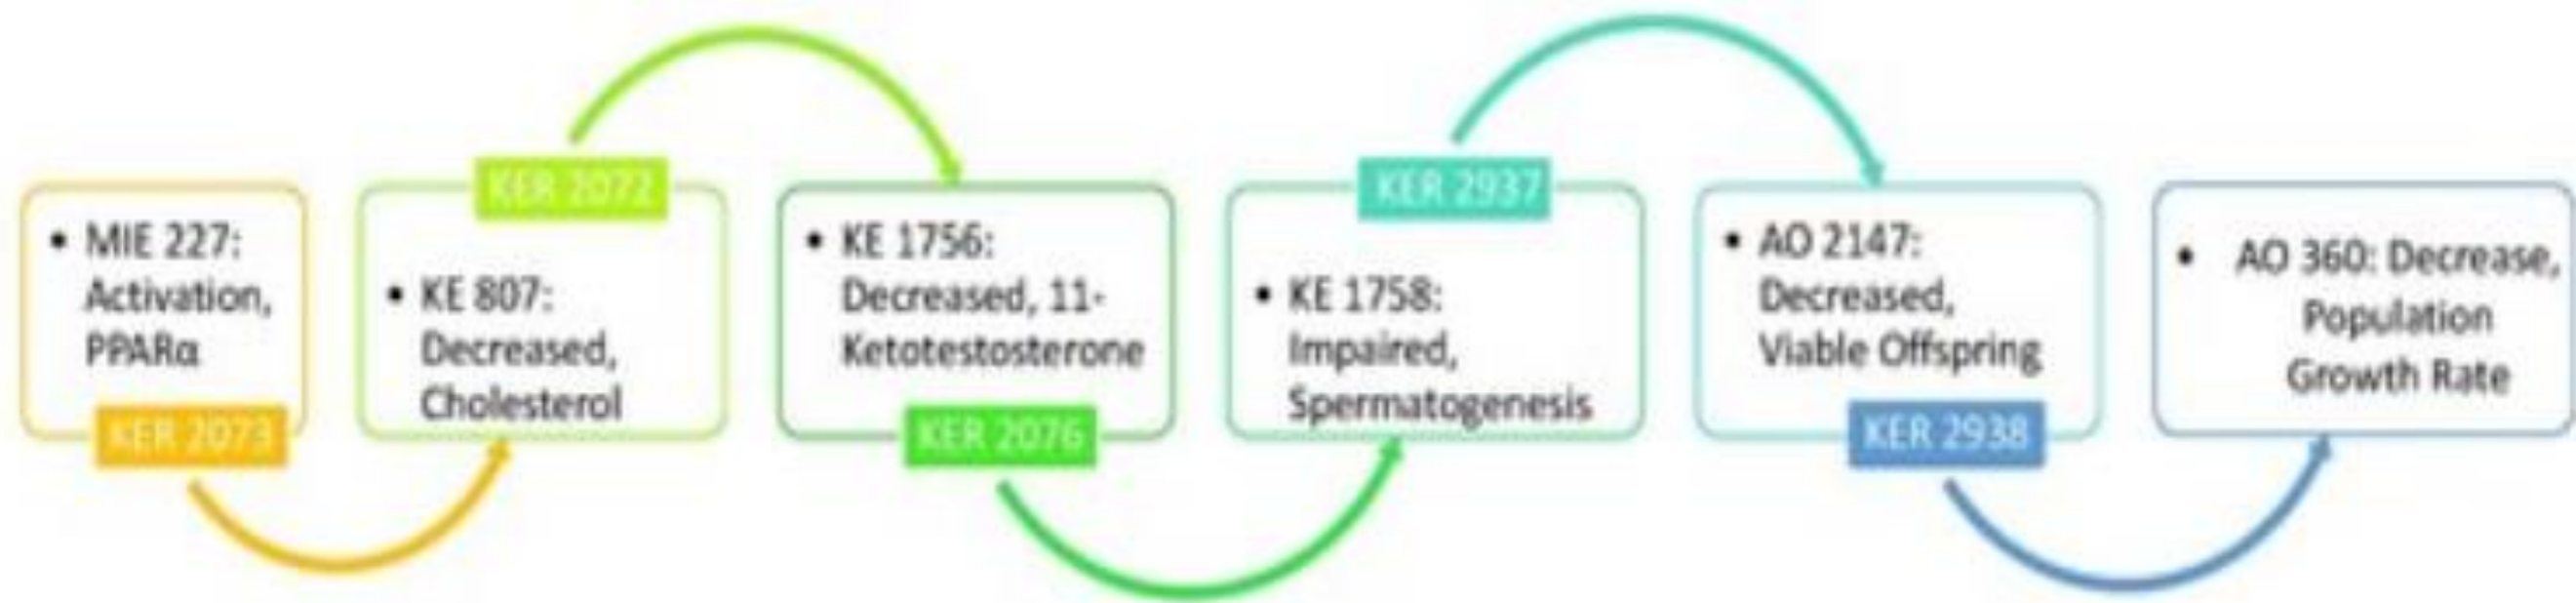 • MIE 227:
Activation,
PPARα
KER 2073
KER 2072
• KE 807:
Decreased,
Cholesterol
• KE 1756:
Decreased, 11-
Ketotestosterone
KER 2076
KER 2937
• KE 1758:
Impaired,
Spermatogenesis
• AO 2147:
Decreased,
Viable Offspring
KER 2938
• AO 360: Decrease,
Population
Growth Rate